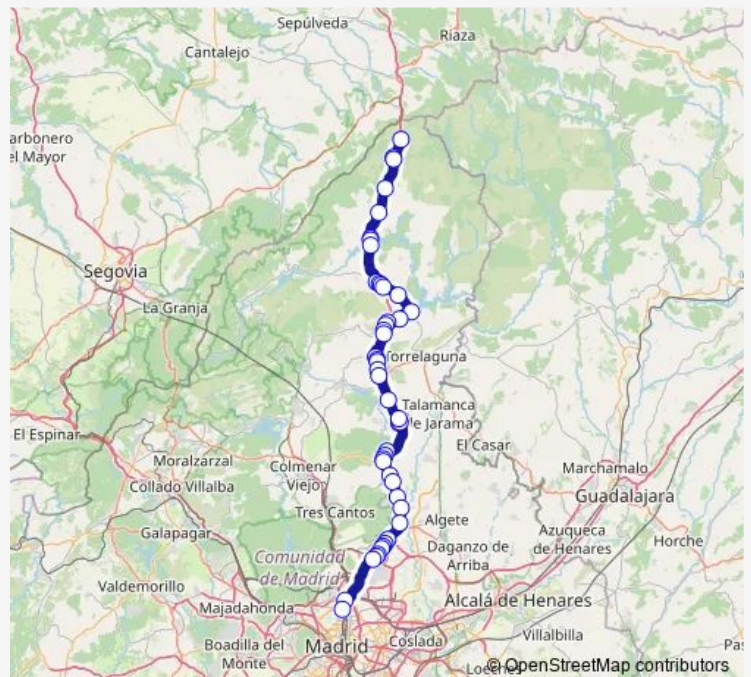 Sepúlveda
Riaza
Cantalejo
arbonero
el Mayor
Segovia
La Granja
Torrelaguna
Talamanca
de Jarama
El Espinar
El Casar
Moralzarzal
Colmenar
Viejo
Marchamalo
Collado Villalba
Guadalajara
Tres Cantos
Algete
Azuqueca
de Henares
Galapagar
Horche
Comunidad
de Madrid
Daganzo de
Arriba
Valdemorillo
Majadahonda
Alcalá de Henares
Boadilla del
Monte
Madrid
Coslada
Villalbilla
Loeches
Pas
© OpenStreetMap contributors